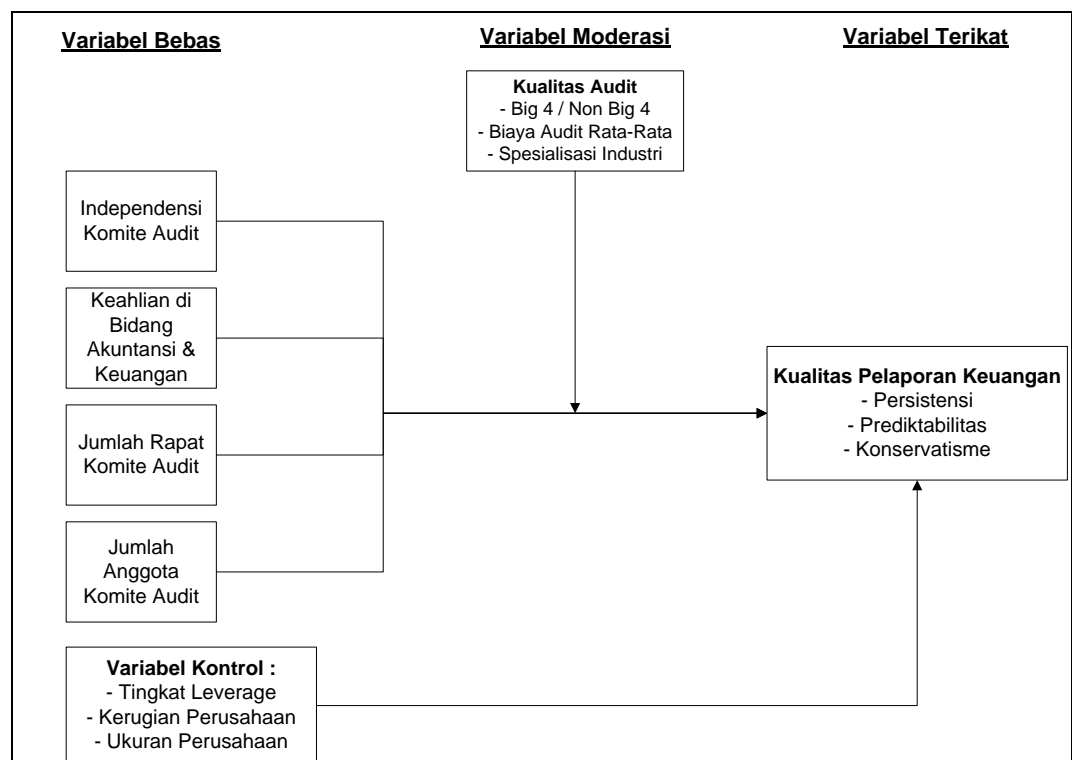 Variabel Bebas
Variabel Moderasi
Variabel Terikat
Kualitas Audit
- Big 4 / Non Big 4
- Biaya Audit Rata-Rata
- Spesialisasi Industri
Independensi
Komite Audit
Keahlian di
Bidang
Akuntansi &
Keuangan
Jumlah Rapat
Komite Audit
Jumlah
Anggota
Komite Audit
Kualitas Pelaporan Keuangan
- Persistensi
- Prediktabilitas
- Konservatisme
Variabel Kontrol :
- Tingkat Leverage
- Kerugian Perusahaan
- Ukuran Perusahaan